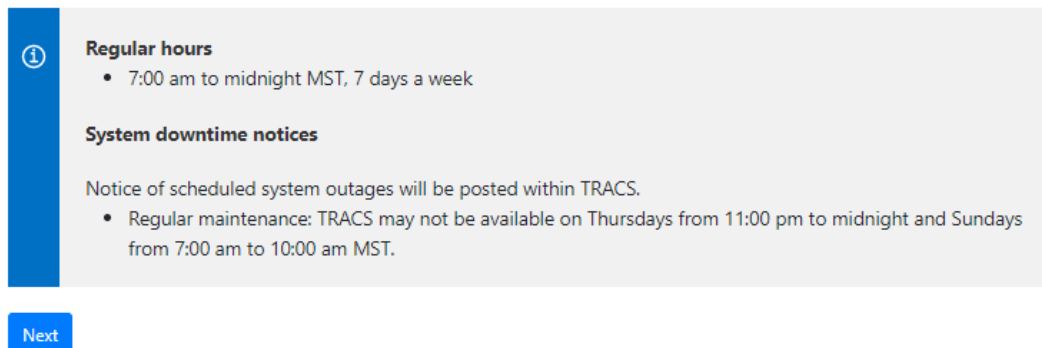 Regular hours
• 7:00 am to midnight MST, 7 days a week
System downtime notices
Notice of scheduled system outages will be posted within TRACS.
• Regular maintenance: TRACS may not be available on Thursdays from 11:00 pm to midnight and Sundays
from 7:00 am to 10:00 am MST.
Next